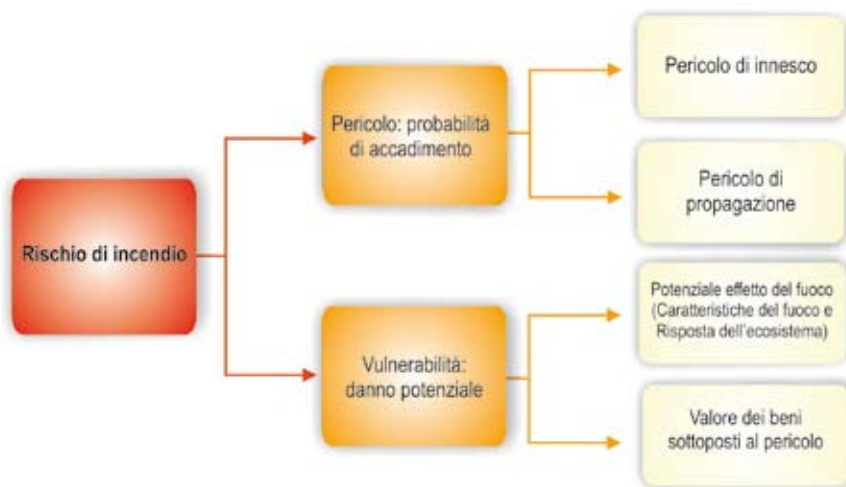 Rischio di incendio
Pericolo: probabilità
di accadimento
Vulnerabilità:
danno potenziale
Pericolo di innesco
Pericolo di
propagazione
Potenziale effetto del fuoco
(Caratteristiche del fuoco e
Risposta dell'ecosistema)
Valore dei beni
sottoposti al pericolo